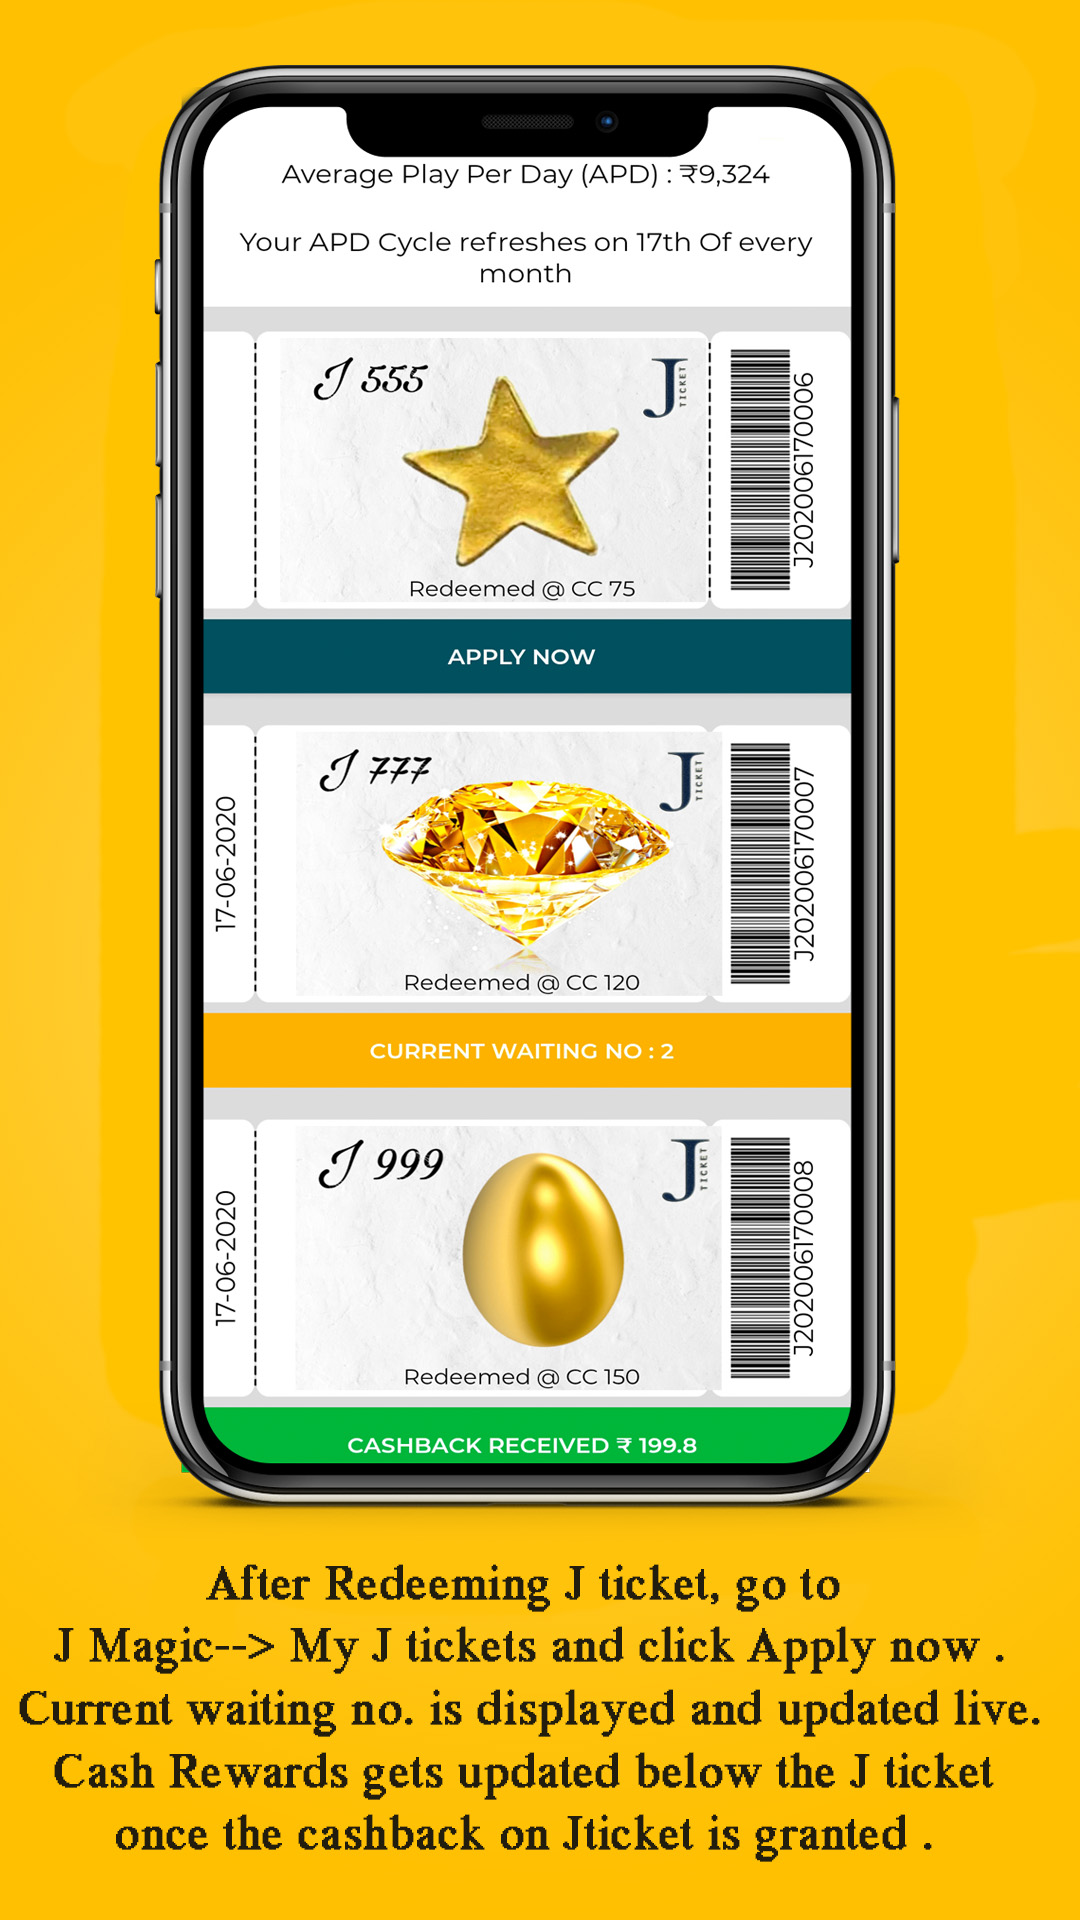 Average Play Per Day (APD) : ₹9,324
Your APD Cycle refreshes on 17th Of every
month
J 555
J TICKET
J202006170006
Redeemed @ CC 75
APPLY NOW
17-06-2020
J 777
J TICKET
J202006170007
Redeemed @ CC 120
CURRENT WAITING NO : 2
17-06-2020
J 999
J TICKET
J202006170008
Redeemed @ CC 150
CASHBACK RECEIVED ₹ 199.8
After Redeeming J ticket, go to
J Magic--> My J tickets and click Apply now .
Current waiting no. is displayed and updated live.
Cash Rewards gets updated below the J ticket
once the cashback on Jticket is granted .